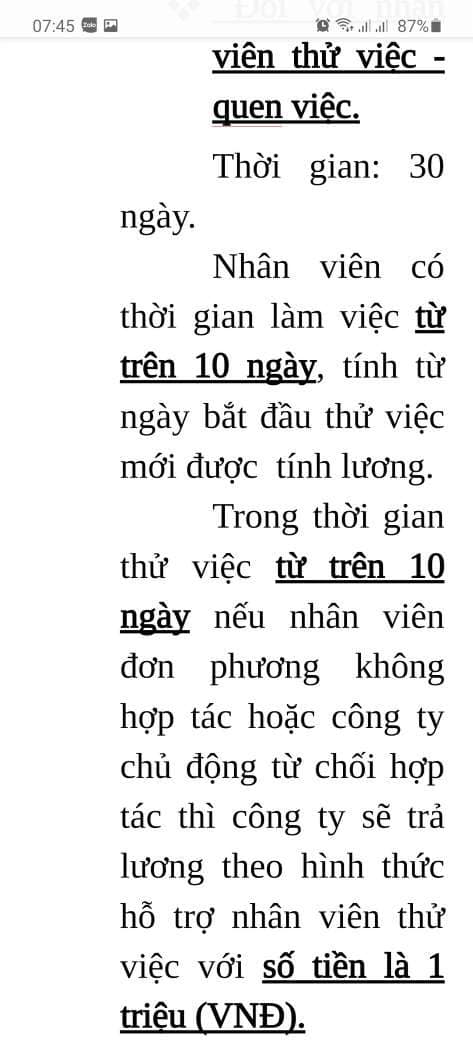 07:45 Zalo 87%
Đối với nhân
viên thử việc -
quen việc.
Thời gian: 30
ngày.
Nhân viên có
thời gian làm việc từ
trên 10 ngày, tính từ
ngày bắt đầu thử việc
mới được tính lương.
Trong thời gian
thử việc từ trên 10
ngày nếu nhân viên
đơn phương không
hợp tác hoặc công ty
chủ động từ chối hợp
tác thì công ty sẽ trả
lương theo hình thức
hỗ trợ nhân viên thử
việc với số tiền là 1
triệu (VNĐ).